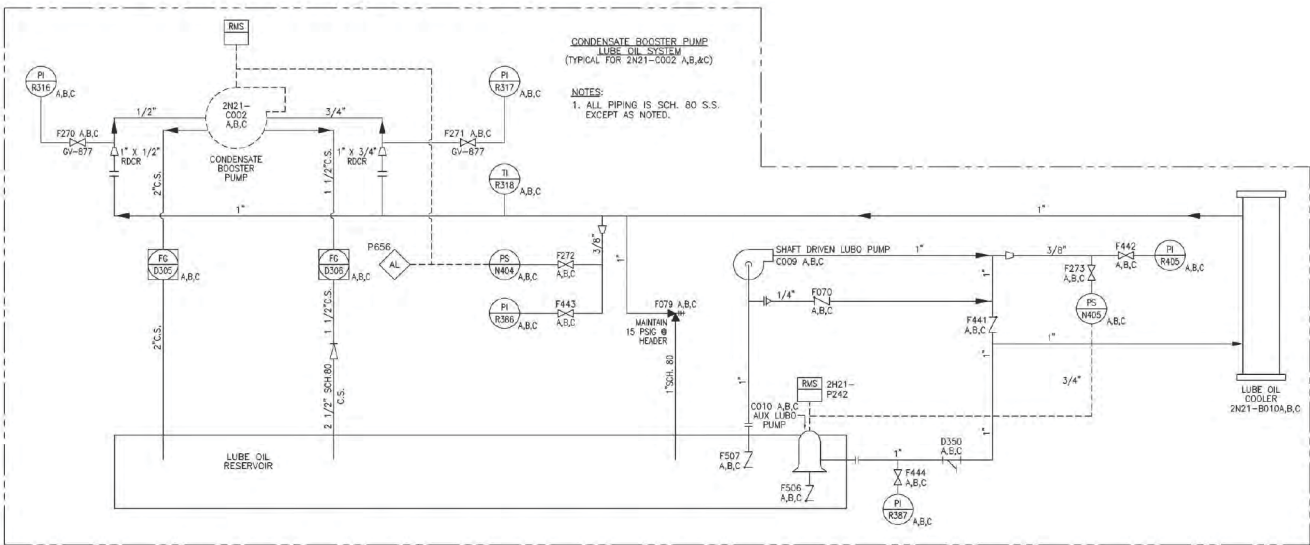 RMS
CONDENSATE BOOSTER PUMP
LUBE OIL SYSTEM
(TYPICAL FOR 2N21-C002 A,B,&C)
NOTES:
1. ALL PIPING IS SCH. 80 S.S.
EXCEPT AS NOTED.
PI
R316
A,B,C
1/2"
2N21-
C002
A,B,C
3/4"
PI
R317
A,B,C
F270 A,B,C
GV-877
1" X 1/2"
RDCR
CONDENSATE
BOOSTER
PUMP
1" X 3/4"
RDCR
F271 A,B,C
GV-877
2"C.S.
1 1/2"C.S.
TI
R318
A,B,C
1"
1"
FG
D305
A,B,C
FG
D306
A,B,C
P656
AL
PS
N404
A,B,C
F272
A,B,C
3/8"
1"
PI
R386
A,B,C
F443
A,B,C
F079 A,B,C
MAINTAIN
15 PSIG @
HEADER
1"SCH. 80
2"C.S.
1 1/2"C.S.
2 1/2" SCH.80
C.S.
SHAFT DRIVEN LUBO PUMP
C009 A,B,C
1"
1/4"
F070
A,B,C
1"
3/8"
F442
A,B,C
PI
R405
A,B,C
F273
A,B,C
PS
N405
A,B,C
F441
A,B,C
1"
1"
3/4"
1"
RMS
2H21-
P242
C010 A,B,C
AUX LUBO
PUMP
LUBE OIL
COOLER
2N21-B010A,B,C
LUBE OIL
RESERVOIR
F507
A,B,C
F506
A,B,C
1"
D350
A,B,C
1"
F444
A,B,C
PI
R387
A,B,C